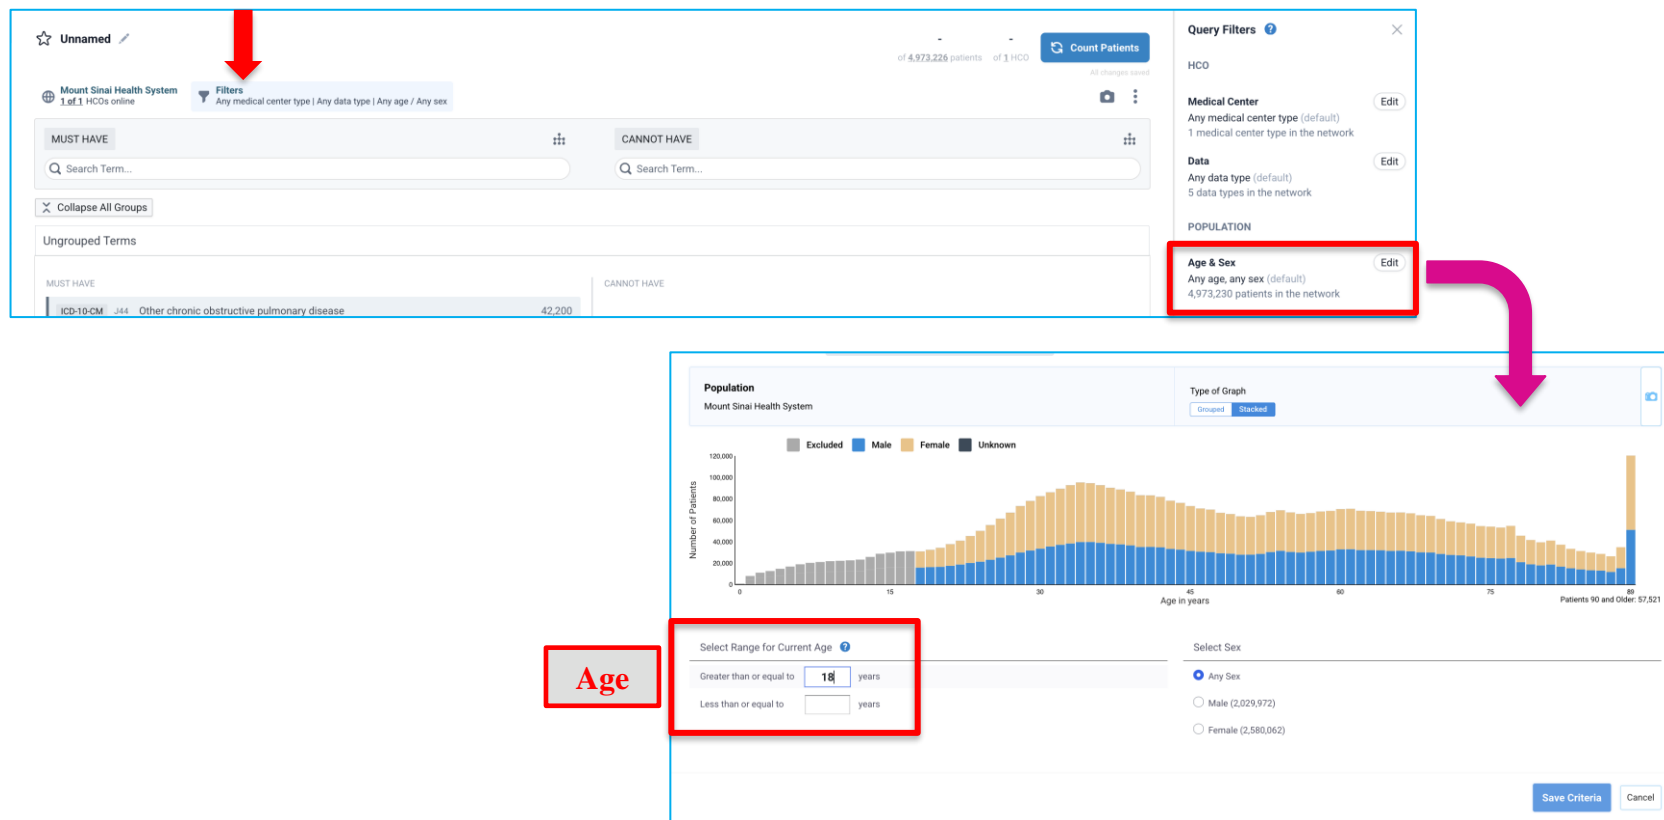 Unnamed
- -
of 4,973,226 patients of 1 HCO
Count Patients
All changes saved
Mount Sinai Health System
1 of 1 HCOs online
Filters
Any medical center type | Any data type | Any age / Any sex
MUST HAVE
Search Term...
CANNOT HAVE
Search Term...
Collapse All Groups
Ungrouped Terms
MUST HAVE
CANNOT HAVE
ICD-10-CM J44 Other chronic obstructive pulmonary disease 42,200
Query Filters ?
HCO
Medical Center
Edit
Any medical center type (default)
1 medical center type in the network
Data
Edit
Any data type (default)
5 data types in the network
POPULATION
Age & Sex
Edit
Any age, any sex (default)
4,973,230 patients in the network
Population
Mount Sinai Health System
Type of Graph
Grouped Stacked
Excluded Male Female Unknown
Number of Patients
120,000
100,000
80,000
60,000
40,000
20,000
0
0 15 30 45 60 75 89
Age in years
Patients 90 and Older: 57,521
Age
Select Range for Current Age ?
Greater than or equal to 18 years
Less than or equal to years
Select Sex
Any Sex
Male (2,029,972)
Female (2,580,062)
Save Criteria
Cancel